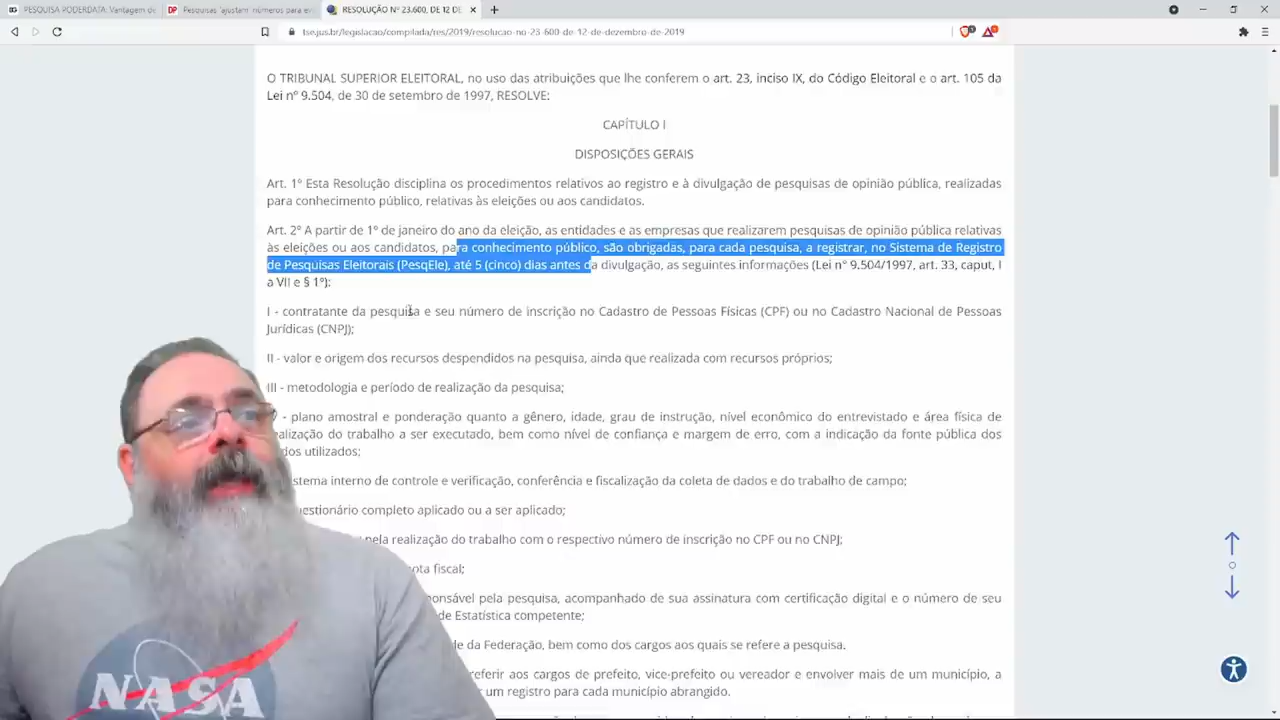 PESQUISA PODERDATA: Vantagem de
Pesquisas 'ajustam' números para en
RESOLUÇÃO Nº 23.600, DE 12 DE
tse.jus.br/legislacao/compilada/res/2019/resolucao-no-23-600-de-12-de-dezembro-de-2019
O TRIBUNAL SUPERIOR ELEITORAL, no uso das atribuições que lhe conferem o art. 23, inciso IX, do Código Eleitoral e o art. 105 da
Lei nº 9.504, de 30 de setembro de 1997, RESOLVE:
CAPÍTULO I
DISPOSIÇÕES GERAIS
Art. 1º Esta Resolução disciplina os procedimentos relativos ao registro e à divulgação de pesquisas de opinião pública, realizadas
para conhecimento público, relativas às eleições ou aos candidatos.
Art. 2º A partir de 1º de janeiro do ano da eleição, as entidades e as empresas que realizarem pesquisas de opinião pública relativas
às eleições ou aos candidatos, para conhecimento público, são obrigadas, para cada pesquisa, a registrar, no Sistema de Registro
de Pesquisas Eleitorais (PesqEle), até 5 (cinco) dias antes da divulgação, as seguintes informações (Lei nº 9.504/1997, art. 33, caput, I
a VII e § 1º):
I - contratante da pesquisa e seu número de inscrição no Cadastro de Pessoas Físicas (CPF) ou no Cadastro Nacional de Pessoas
Jurídicas (CNPJ);
II - valor e origem dos recursos despendidos na pesquisa, ainda que realizada com recursos próprios;
III - metodologia e período de realização da pesquisa;
- plano amostral e ponderação quanto a gênero, idade, grau de instrução, nível econômico do entrevistado e área física de
alização do trabalho a ser executado, bem como nível de confiança e margem de erro, com a indicação da fonte pública dos
dos utilizados;
stema interno de controle e verificação, conferência e fiscalização da coleta de dados e do trabalho de campo;
estionário completo aplicado ou a ser aplicado;
pela realização do trabalho com o respectivo número de inscrição no CPF ou no CNPJ;
nota fiscal;
onsável pela pesquisa, acompanhado de sua assinatura com certificação digital e o número de seu
de Estatística competente;
de da Federação, bem como dos cargos aos quais se refere a pesquisa.
referir aos cargos de prefeito, vice-prefeito ou vereador e envolver mais de um município, a
r um registro para cada município abrangido.
NASA